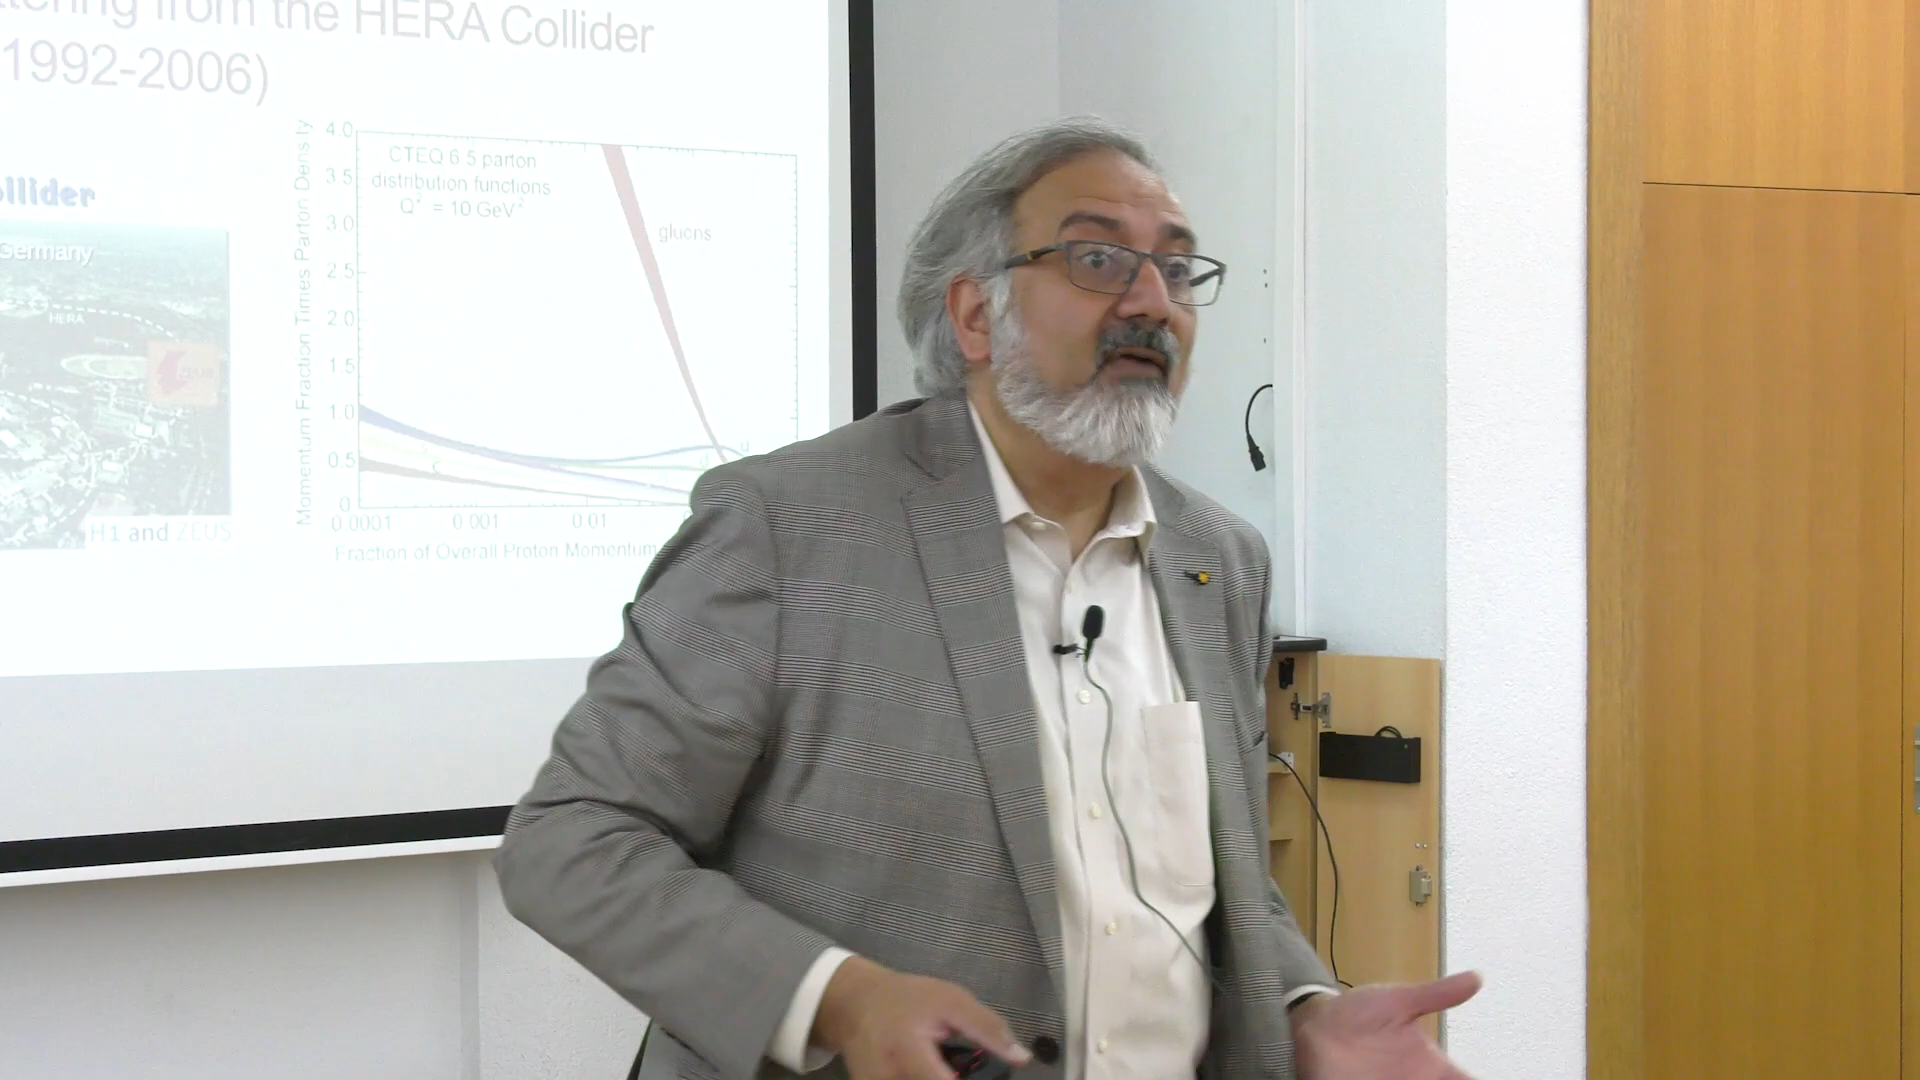 ttering from the HERA Collider
1992-2006)
ollider
Germany
HERA
ZEUS
H1 and ZEUS
Momentum Fraction Times Parton Density
4.0
3.5
3.0
2.5
2.0
1.5
1.0
0.5
0
CTEQ 6.5 parton
distribution functions
Q² = 10 GeV²
gluons
u
d
c
0.0001
0.001
0.01
Fraction of Overall Proton Momentum